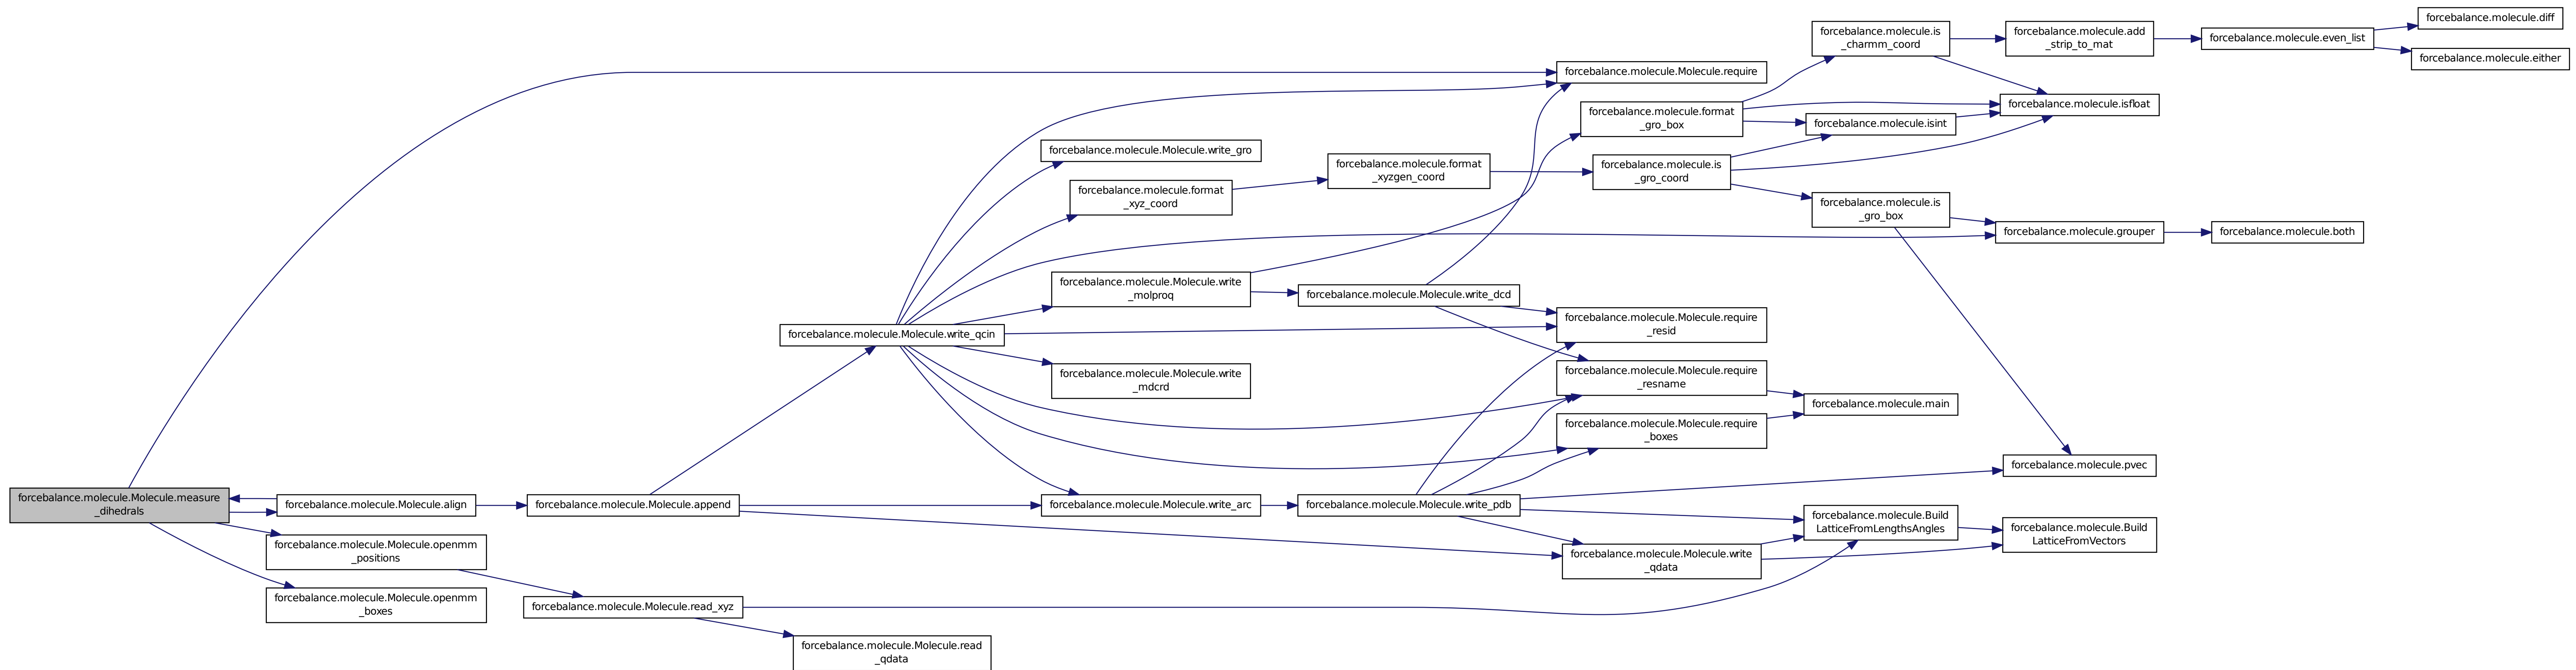 forcebalance.molecule.Molecule.measure
_dihedrals
forcebalance.molecule.Molecule.align
forcebalance.molecule.Molecule.openmm
_positions
forcebalance.molecule.Molecule.openmm
_boxes
forcebalance.molecule.Molecule.append
forcebalance.molecule.Molecule.read_xyz
forcebalance.molecule.Molecule.write_qcin
forcebalance.molecule.Molecule.read
_qdata
forcebalance.molecule.Molecule.write_gro
forcebalance.molecule.format
_xyz_coord
forcebalance.molecule.Molecule.write
_molproq
forcebalance.molecule.Molecule.write
_mdcrd
forcebalance.molecule.Molecule.write_arc
forcebalance.molecule.format
_xyzgen_coord
forcebalance.molecule.Molecule.write_dcd
forcebalance.molecule.Molecule.write_pdb
forcebalance.molecule.Molecule.require
forcebalance.molecule.format
_gro_box
forcebalance.molecule.is
_gro_coord
forcebalance.molecule.Molecule.require
_resid
forcebalance.molecule.Molecule.require
_resname
forcebalance.molecule.Molecule.require
_boxes
forcebalance.molecule.Molecule.write
_qdata
forcebalance.molecule.is
_charmm_coord
forcebalance.molecule.isint
forcebalance.molecule.is
_gro_box
forcebalance.molecule.main
forcebalance.molecule.Build
LatticeFromLengthsAngles
forcebalance.molecule.add
_strip_to_mat
forcebalance.molecule.isfloat
forcebalance.molecule.grouper
forcebalance.molecule.pvec
forcebalance.molecule.Build
LatticeFromVectors
forcebalance.molecule.even_list
forcebalance.molecule.both
forcebalance.molecule.diff
forcebalance.molecule.either